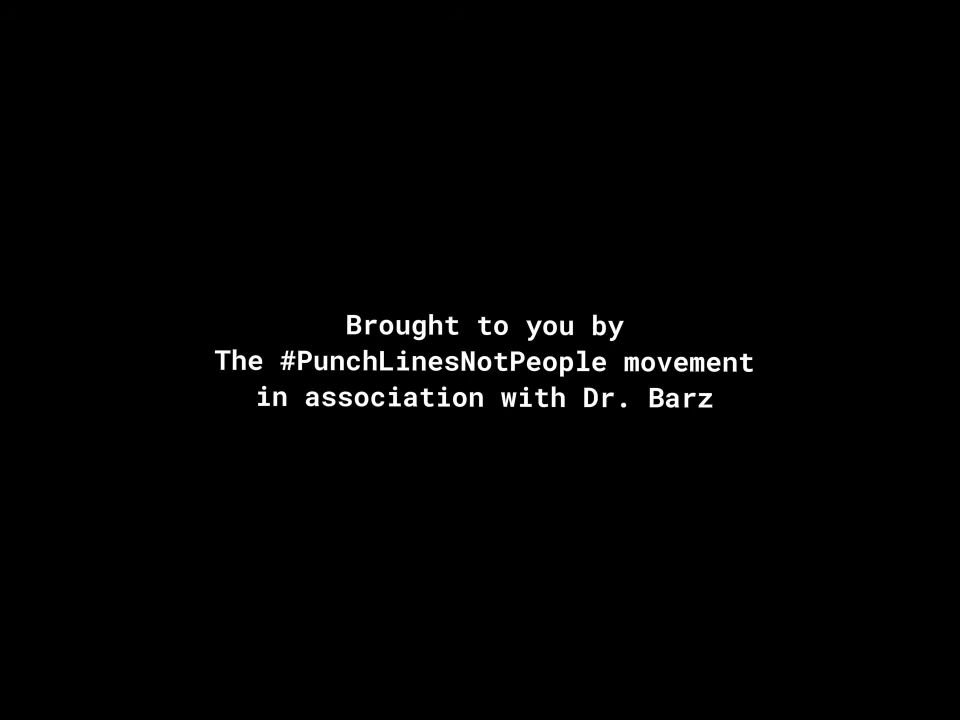 Brought to you by
The #PunchLinesNotPeople movement
in association with Dr. Barz